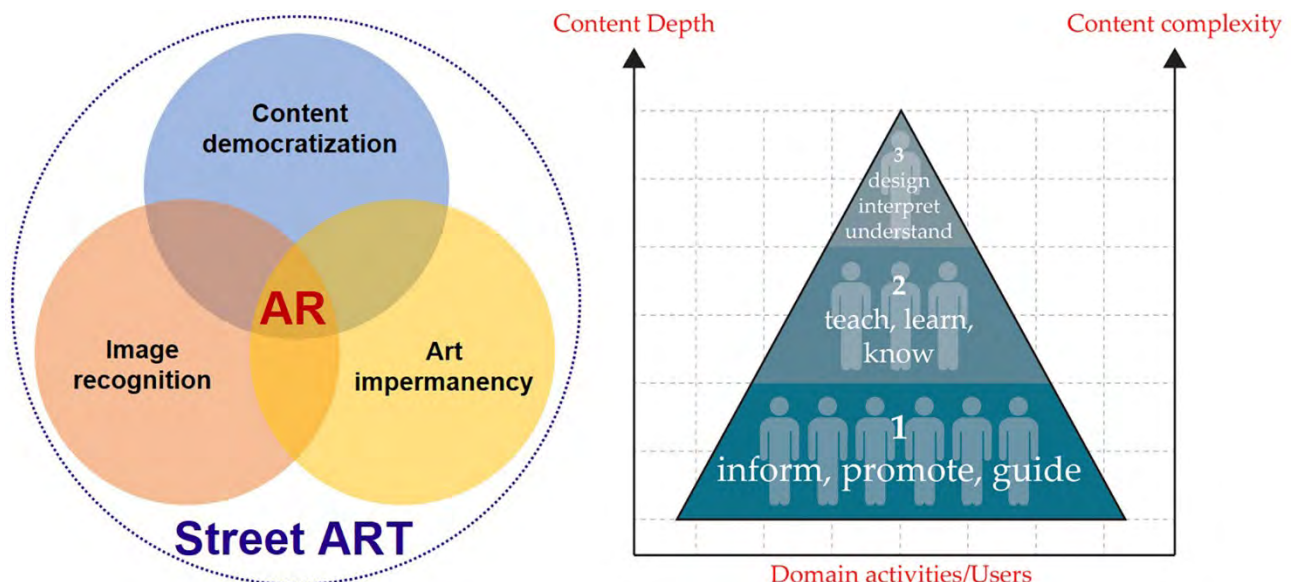 Content
democratization
Image
recognition
AR
Art
impermanency
Street ART
Content Depth
Content complexity
3
design
interpret
understand
2
teach, learn,
know
1
inform, promote, guide
Domain activities/Users